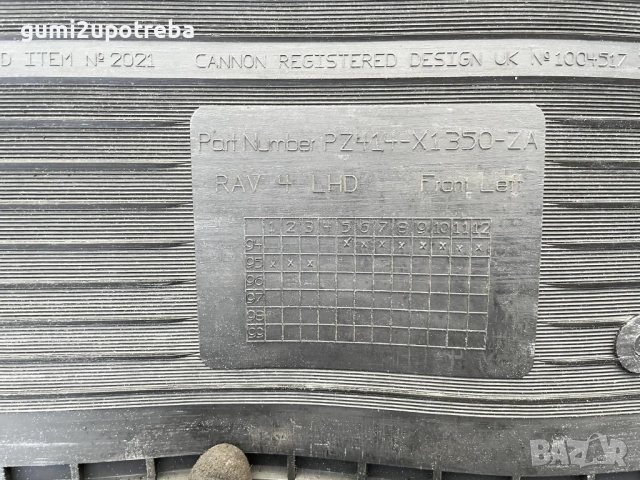 @ gumi2upotreba
D ITEM № 2021 CANNON REGISTERED DESIGN UK № 1004517
Part Number PZ414-X1350-ZA
RAV 4 LHD Front Left
1 2 3 4 5 6 7 8 9 10 11 12
94 x x x x x x x x
95 x x x
96
97
98
99
BAZAR